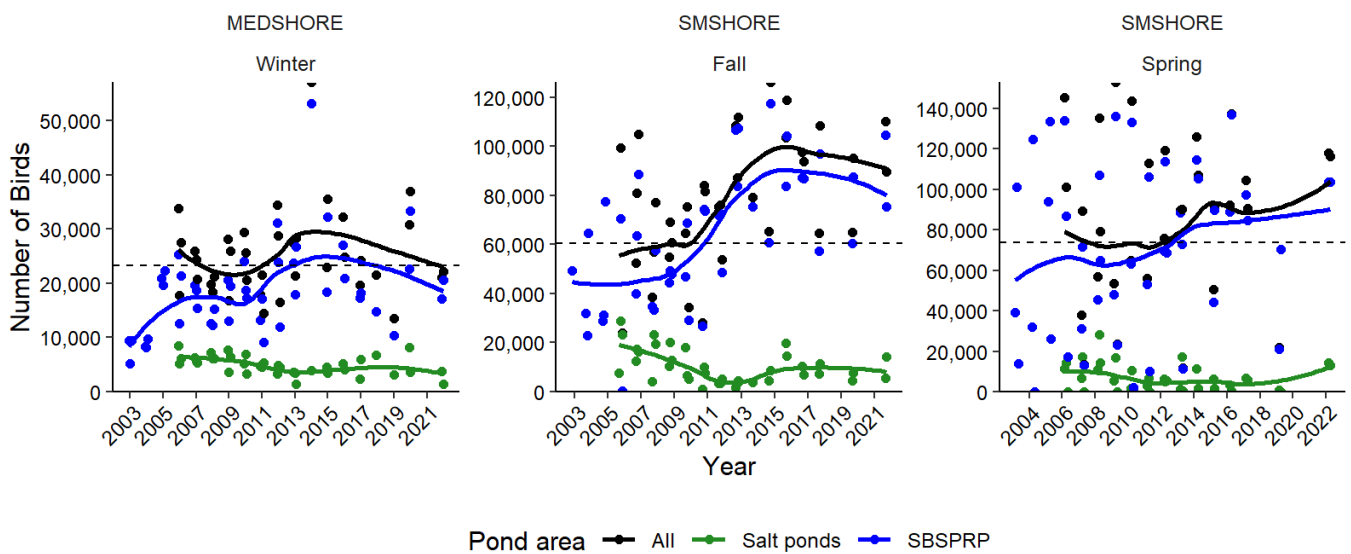 MEDSHORE SMSHORE SMSHORE
Winter Fall Spring
Number of Birds
50,000
40,000
30,000
20,000
10,000
0
120,000
100,000
80,000
60,000
40,000
20,000
0
140,000
120,000
100,000
80,000
60,000
40,000
20,000
0
2003 2005 2007 2009 2011 2013 2015 2017 2019 2021
2003 2005 2007 2009 2011 2013 2015 2017 2019 2021
2004 2006 2008 2010 2012 2014 2016 2018 2020 2022
Year
Pond area All Salt ponds SBSPRP